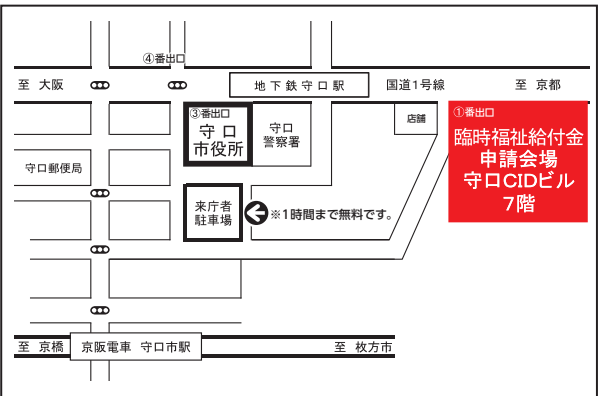 ④番出口
至 大阪
地下鉄守口駅
国道1号線
至 京都
③番出口
守口
市役所
守口
警察署
店舗
①番出口
臨時福祉給付金
申請会場
守口CIDビル
7階
守口郵便局
来庁者
駐車場
※1時間まで無料です。
至 京橋
京阪電車 守口市駅
至 枚方市